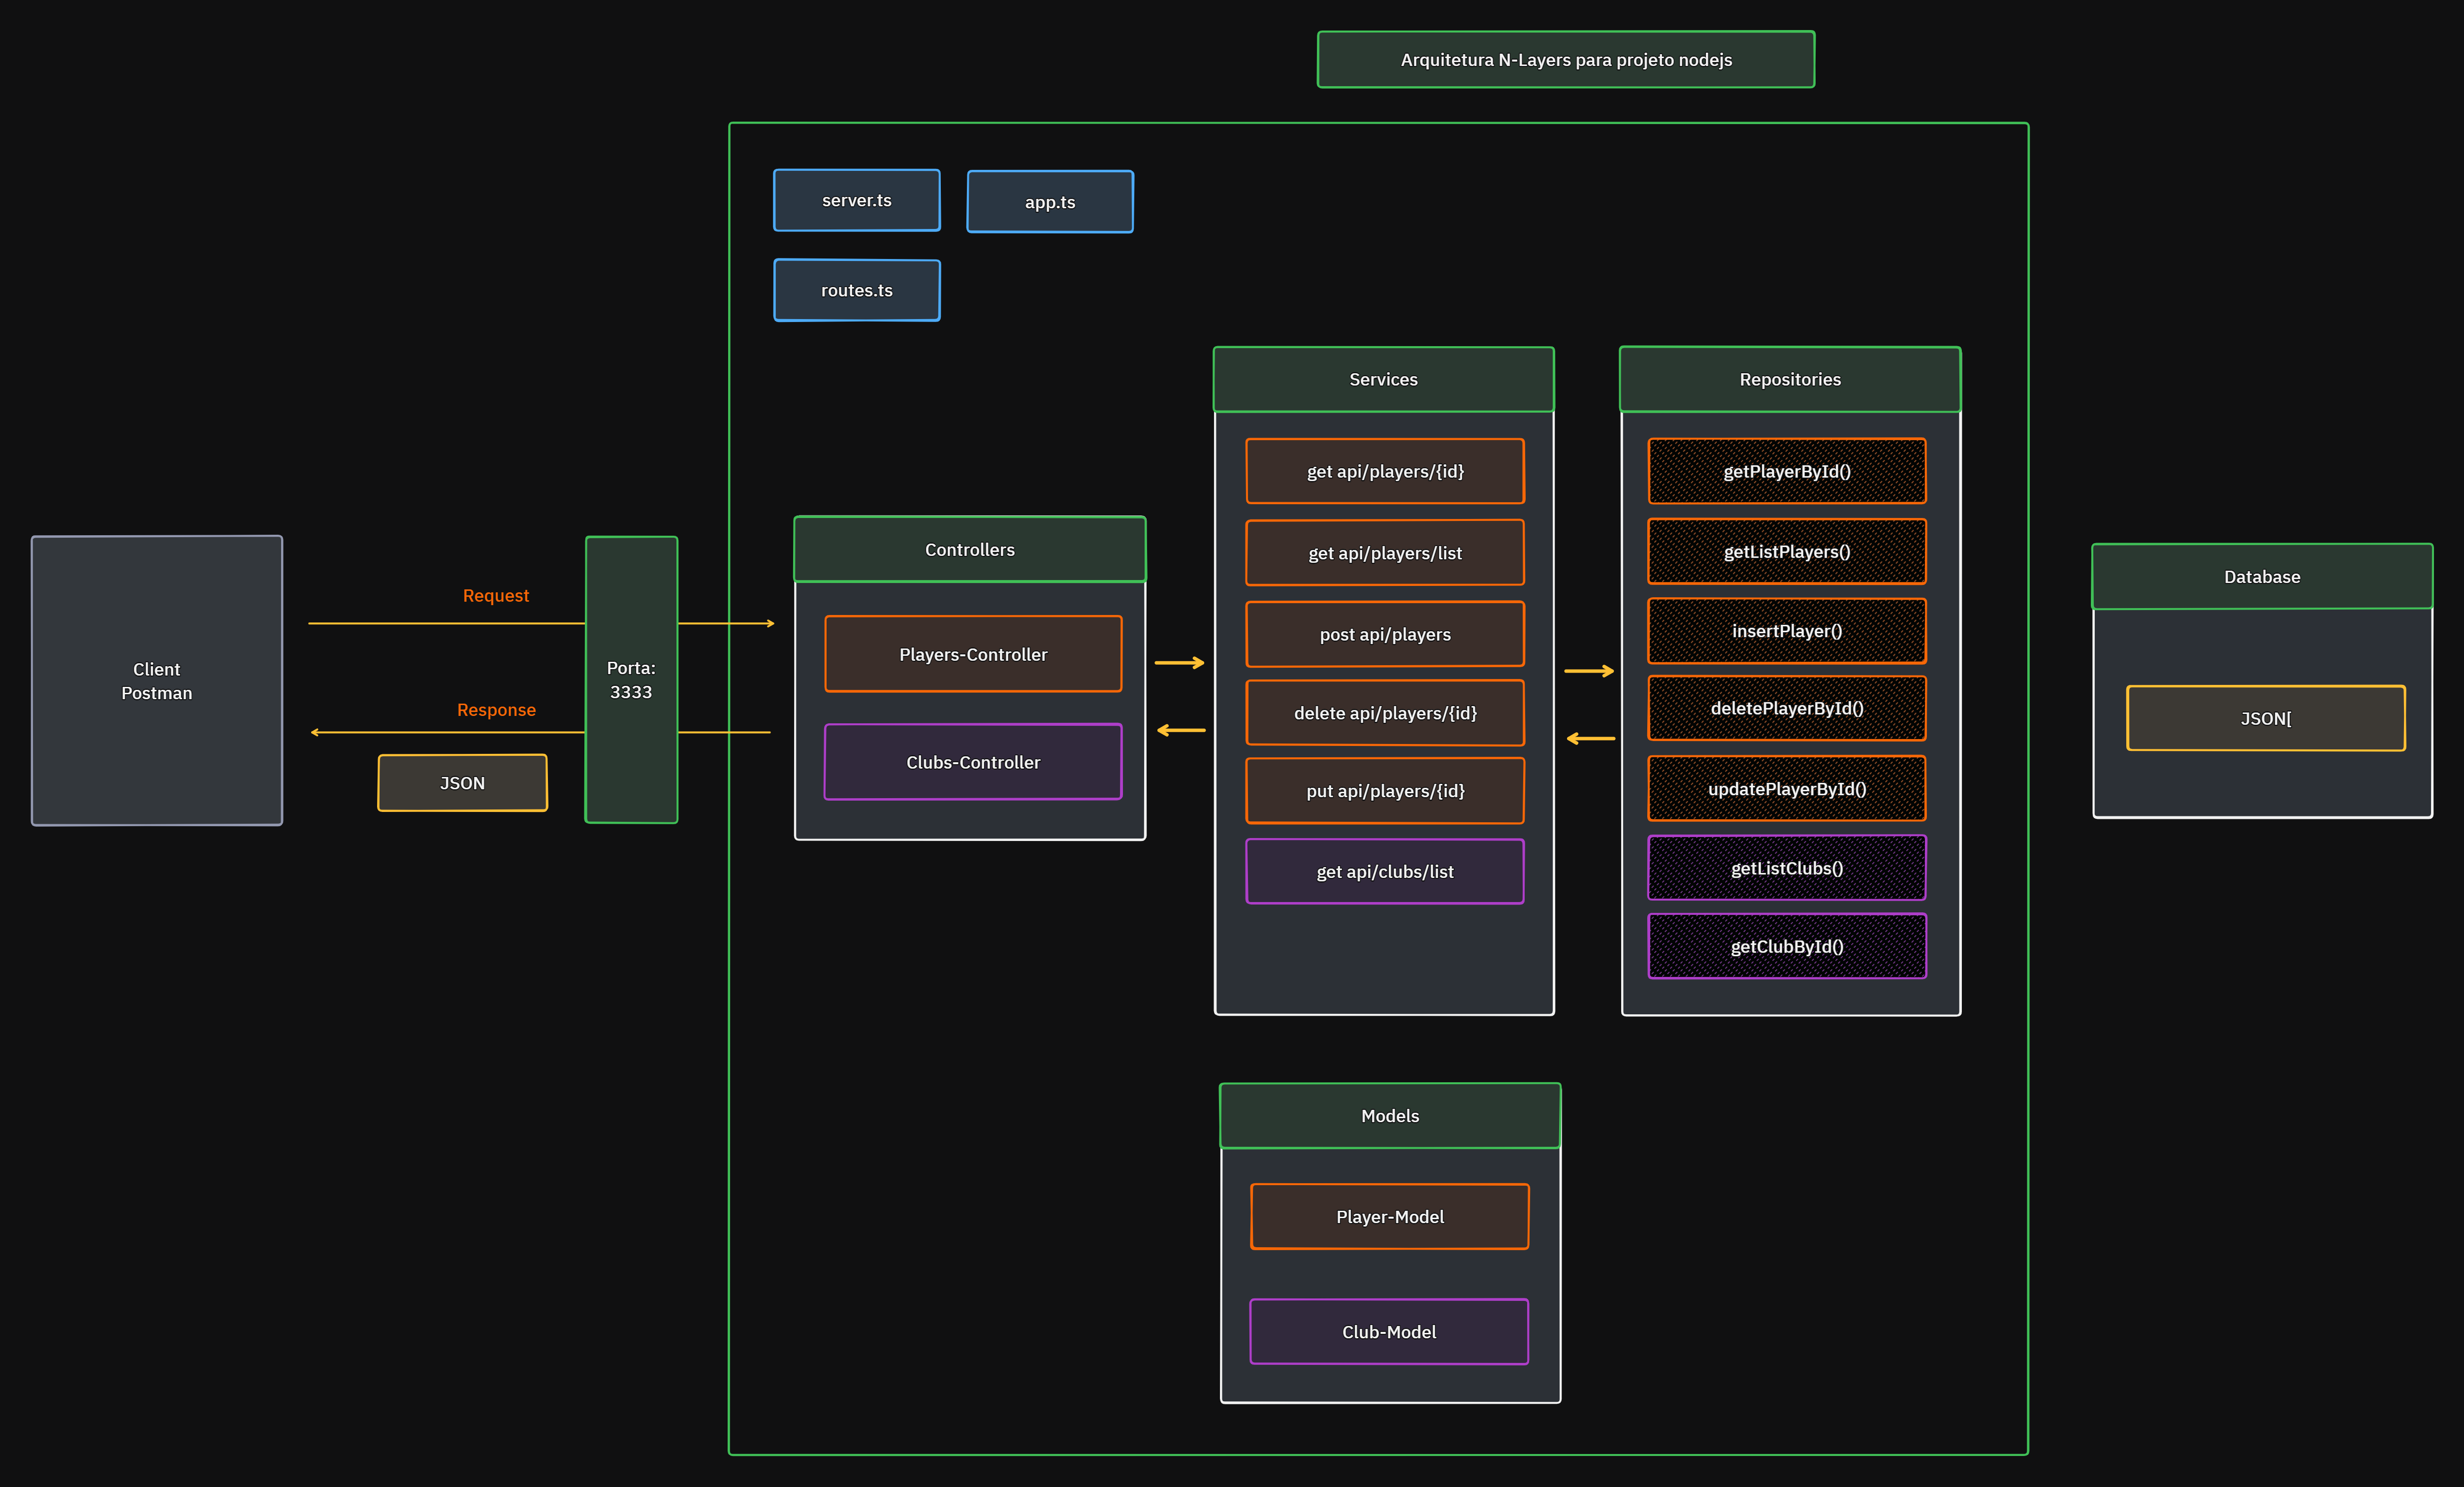 Arquitetura N-Layers para projeto nodejs
server.ts
app.ts
routes.ts
Client
Postman
Request
Response
JSON
Porta:
3333
Controllers
Players-Controller
Clubs-Controller
Services
get api/players/{id}
get api/players/list
post api/players
delete api/players/{id}
put api/players/{id}
get api/clubs/list
Repositories
getPlayerById()
getListPlayers()
insertPlayer()
deletePlayerById()
updatePlayerById()
getListClubs()
getClubById()
Database
JSON[
Models
Player-Model
Club-Model